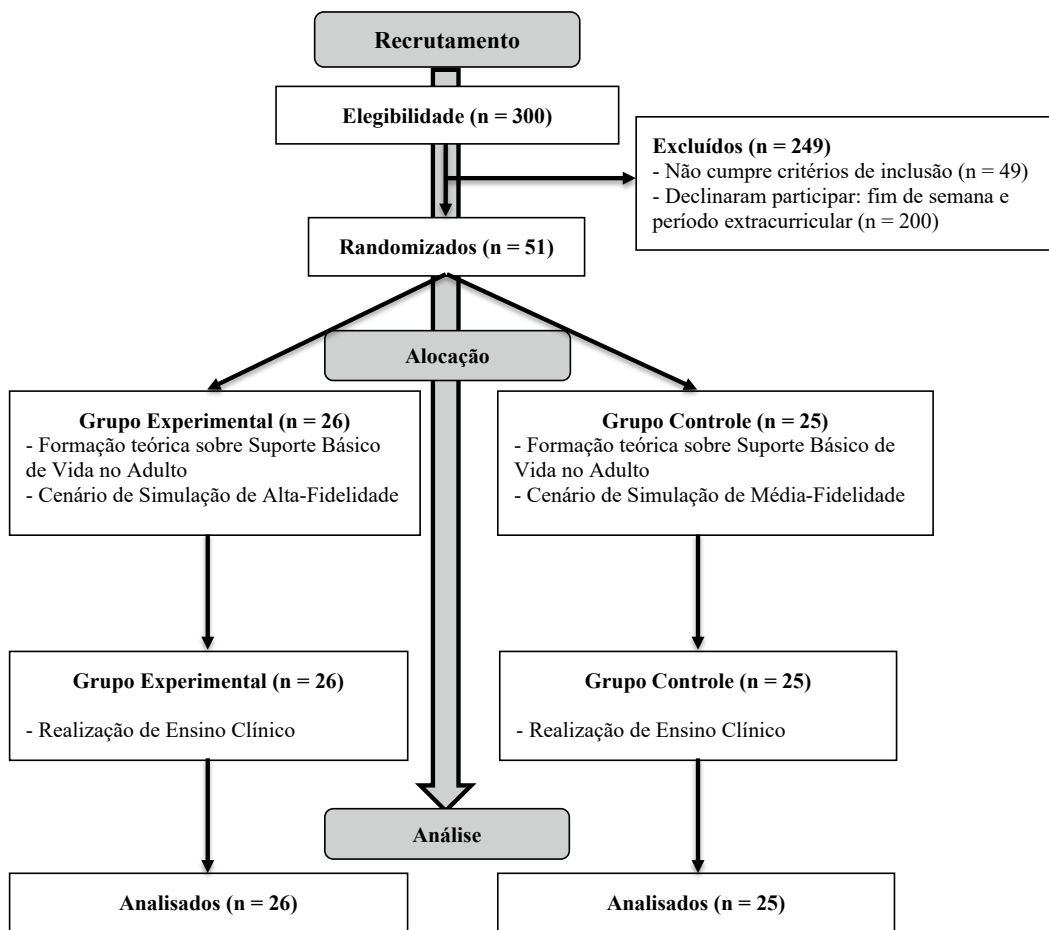 Recrutamento
Elegibilidade (n = 300)
Excluídos (n = 249)
- Não cumpre critérios de inclusão (n = 49)
- Declinaram participar: fim de semana e
período extracurricular (n = 200)
Randomizados (n = 51)
Alocação
Grupo Experimental (n = 26)
- Formação teórica sobre Suporte Básico
de Vida no Adulto
- Cenário de Simulação de Alta-Fidelidade
Grupo Controle (n = 25)
- Formação teórica sobre Suporte Básico de
Vida no Adulto
- Cenário de Simulação de Média-Fidelidade
Grupo Experimental (n = 26)
- Realização de Ensino Clínico
Grupo Controle (n = 25)
- Realização de Ensino Clínico
Análise
Analisados (n = 26)
Analisados (n = 25)